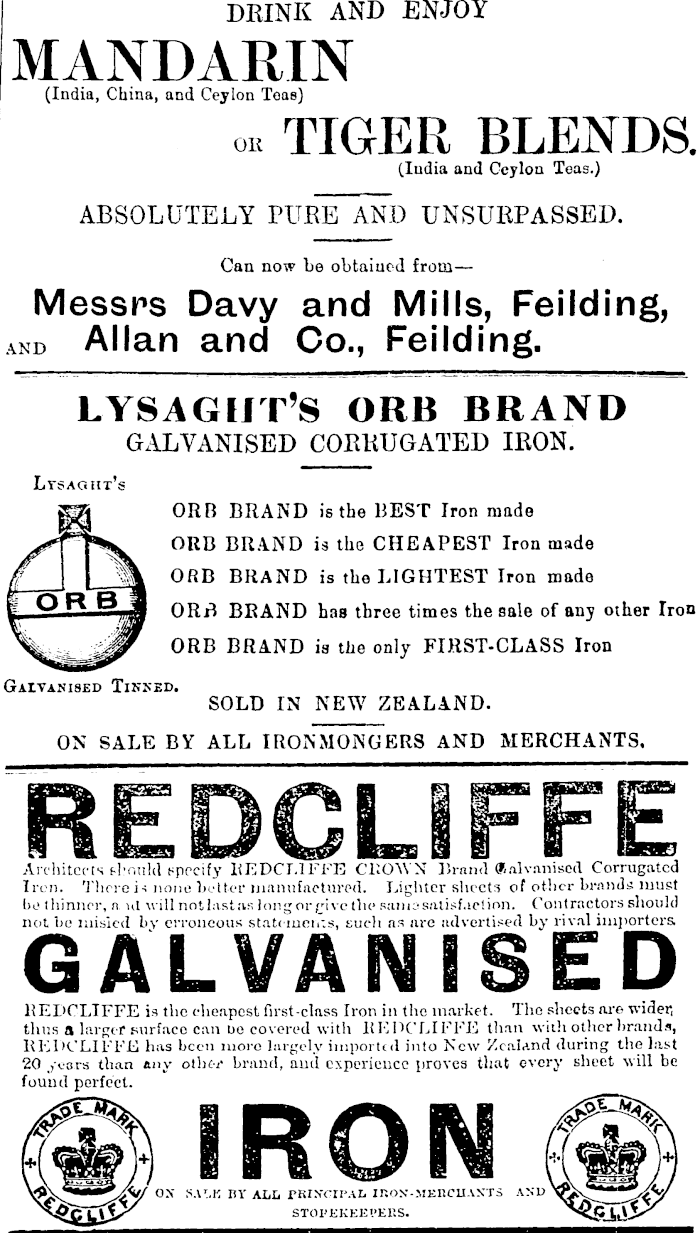 DRINK AND ENJOY
MANDARIN
(India, China, and Ceylon Teas)
OR TIGER BLENDS.
(India and Ceylon Teas.)
ABSOLUTELY PURE AND UNSURPASSED.
Can now be obtained from—
Messrs Davy and Mills, Feilding,
AND Allan and Co., Feilding.
LYSAGHT'S ORB BRAND
GALVANISED CORRUGATED IRON.
LYSAGHT'S
ORB
GALVANISED TINNED.
ORB BRAND is the BEST Iron made
ORB BRAND is the CHEAPEST Iron made
ORB BRAND is the LIGHTEST Iron made
ORB BRAND has three times the sale of any other Iron
ORB BRAND is the only FIRST-CLASS Iron
SOLD IN NEW ZEALAND.
ON SALE BY ALL IRONMONGERS AND MERCHANTS.
REDCLIFFE
Architects should specify REDCLIFFE CROWN Brand Galvanised Corrugated
Iron. There is none better manufactured. Lighter sheets of other brands must
be thinner, and will not last as long or give the same satisfaction. Contractors should
not be misled by erroneous statements, such as are advertised by rival importers.
GALVANISED
REDCLIFFE is the cheapest first-class Iron in the market. The sheets are wider,
thus a larger surface can be covered with REDCLIFFE than with other brands,
REDCLIFFE has been more largely imported into New Zealand during the last
20 years than any other brand, and experience proves that every sheet will be
found perfect.
TRADE MARK
REDCLIFFE
IRON
TRADE MARK
REDCLIFFE
ON SALE BY ALL PRINCIPAL IRON-MERCHANTS AND
STOREKEEPERS.